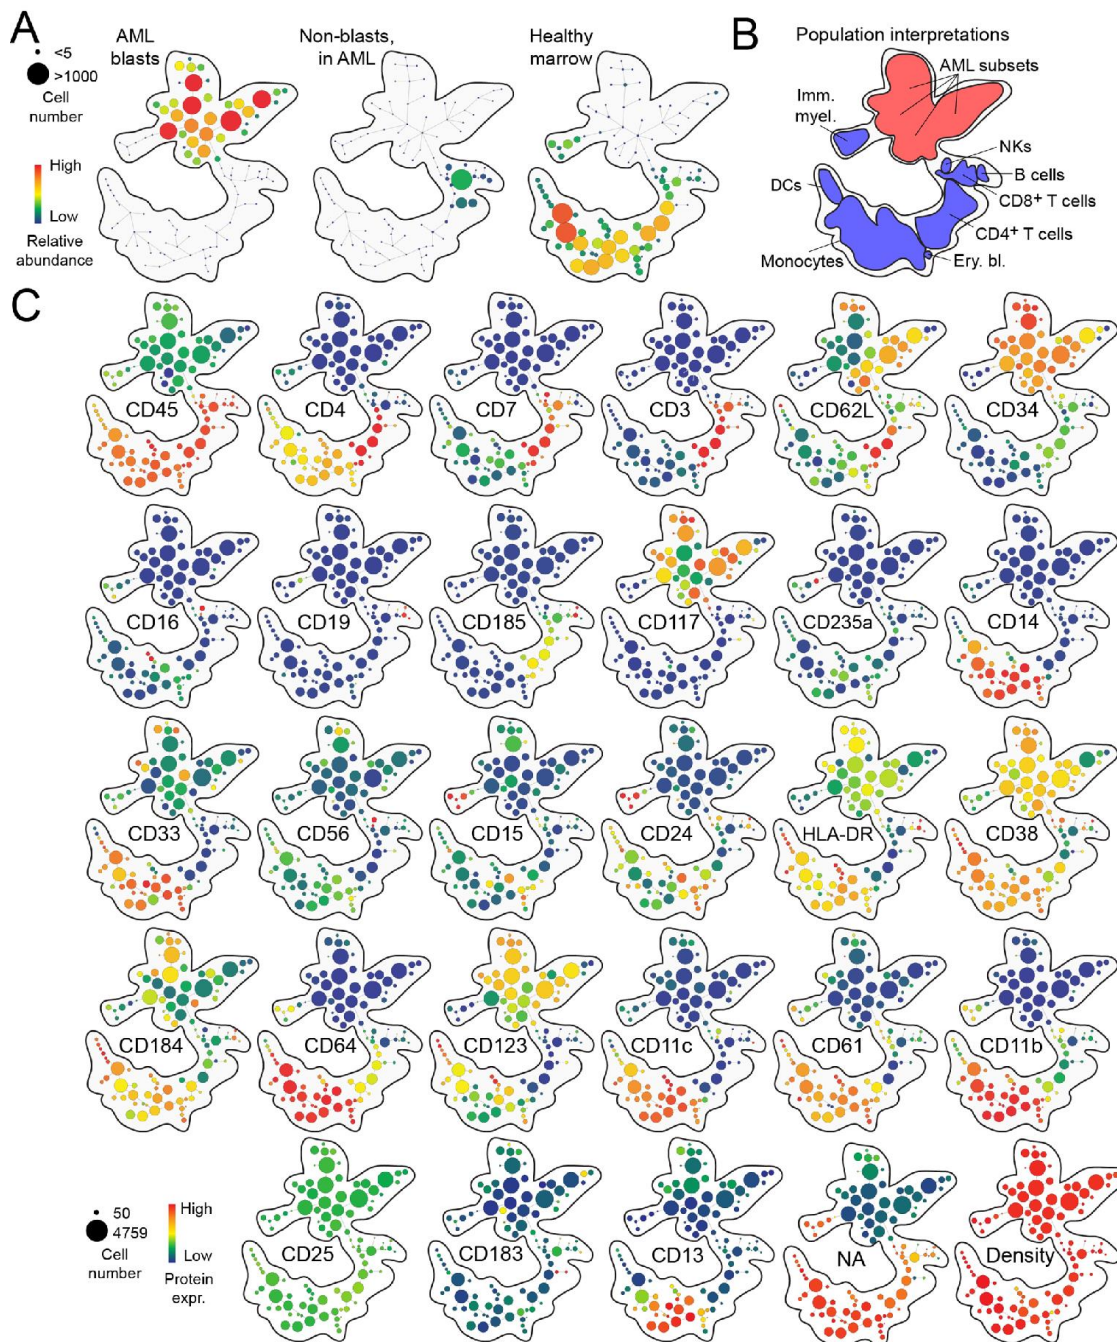 A
AML
blasts
Non-blasts,
in AML
Healthy
marrow
<5
>1000
Cell
number
High
Low
Relative
abundance
B
Population interpretations
AML subsets
Imm.
myel.
NKs
B cells
DCs
CD8+ T cells
CD4+ T cells
Monocytes
Ery. bl.
C
CD45
CD4
CD7
CD3
CD62L
CD34
CD16
CD19
CD185
CD117
CD235a
CD14
CD33
CD56
CD15
CD24
HLA-DR
CD38
CD184
CD64
CD123
CD11c
CD61
CD11b
50
4759
Cell
number
High
Low
Protein
expr.
CD25
CD183
CD13
NA
Density